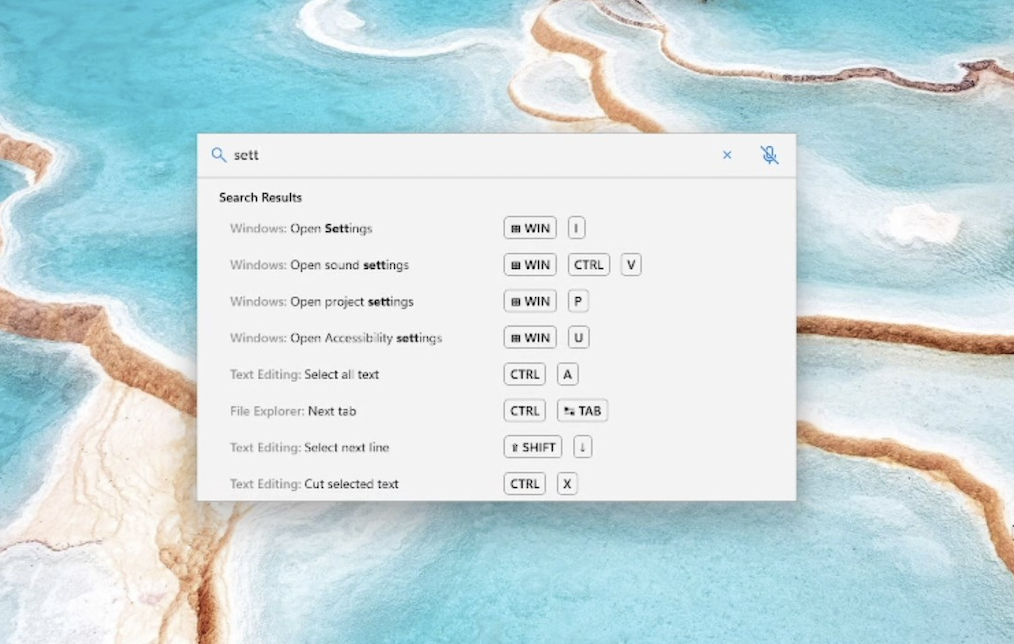 sett
Search Results
Windows: Open Settings WIN I
Windows: Open sound settings WIN CTRL V
Windows: Open project settings WIN P
Windows: Open Accessibility settings WIN U
Text Editing: Select all text CTRL A
File Explorer: Next tab CTRL TAB
Text Editing: Select next line SHIFT ↓
Text Editing: Cut selected text CTRL X